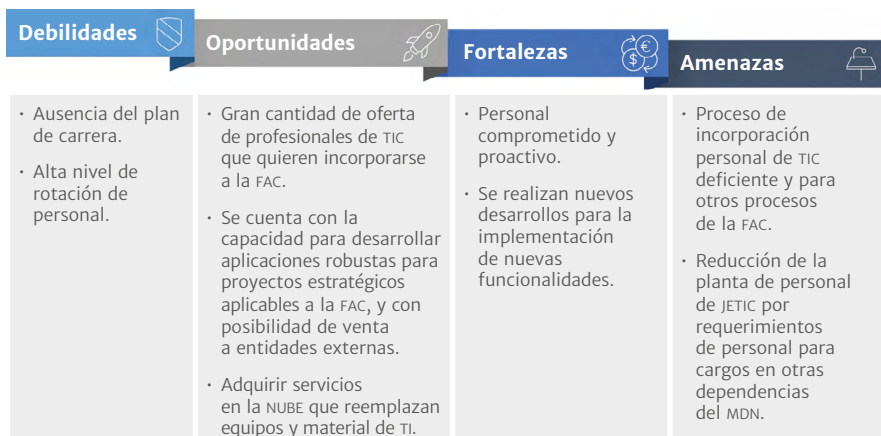 Debilidades
· Ausencia del plan
de carrera.
· Alta nivel de
rotación de
personal.
Oportunidades
· Gran cantidad de oferta
de profesionales de TIC
que quieren incorporarse
a la FAC.
· Se cuenta con la
capacidad para desarrollar
aplicaciones robustas para
proyectos estratégicos
aplicables a la FAC, y con
posibilidad de venta
a entidades externas.
· Adquirir servicios
en la NUBE que reemplazan
equipos y material de TI.
Fortalezas
· Personal
comprometido y
proactivo.
· Se realizan nuevos
desarrollos para la
implementación
de nuevas
funcionalidades.
Amenazas
· Proceso de
incorporación
personal de TIC
deficiente y para
otros procesos
de la FAC.
· Reducción de la
planta de personal
de JETIC por
requerimientos
de personal para
cargos en otras
dependencias
del MDN.